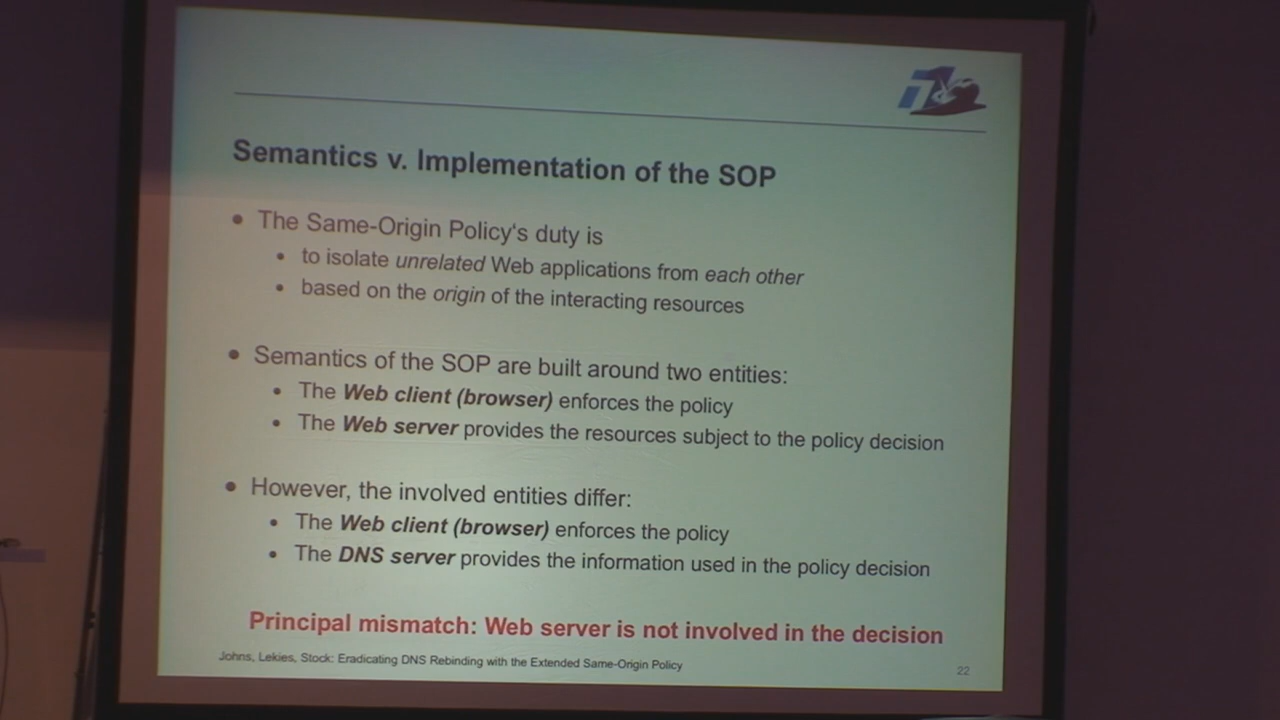 Semantics v. Implementation of the SOP
• The Same-Origin Policy‘s duty is
• to isolate unrelated Web applications from each other
• based on the origin of the interacting resources
• Semantics of the SOP are built around two entities:
• The Web client (browser) enforces the policy
• The Web server provides the resources subject to the policy decision
• However, the involved entities differ:
• The Web client (browser) enforces the policy
• The DNS server provides the information used in the policy decision
Principal mismatch: Web server is not involved in the decision
Johns, Lekies, Stock: Eradicating DNS Rebinding with the Extended Same-Origin Policy
22